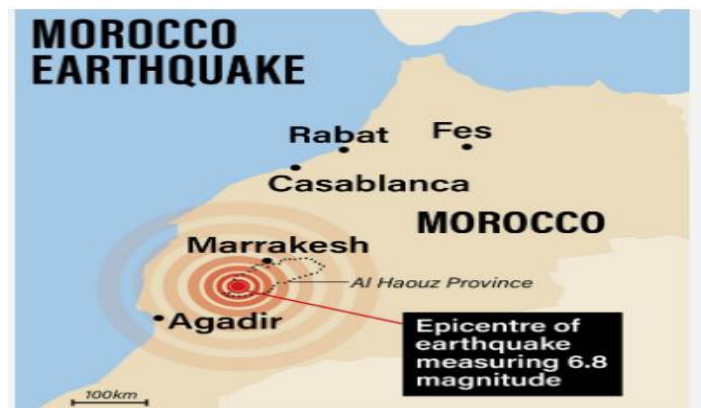 MOROCCO
EARTHQUAKE
Rabat
Fes
Casablanca
MOROCCO
Marrakesh
Al Haouz Province
Agadir
Epicentre of
earthquake
measuring 6.8
magnitude
100km